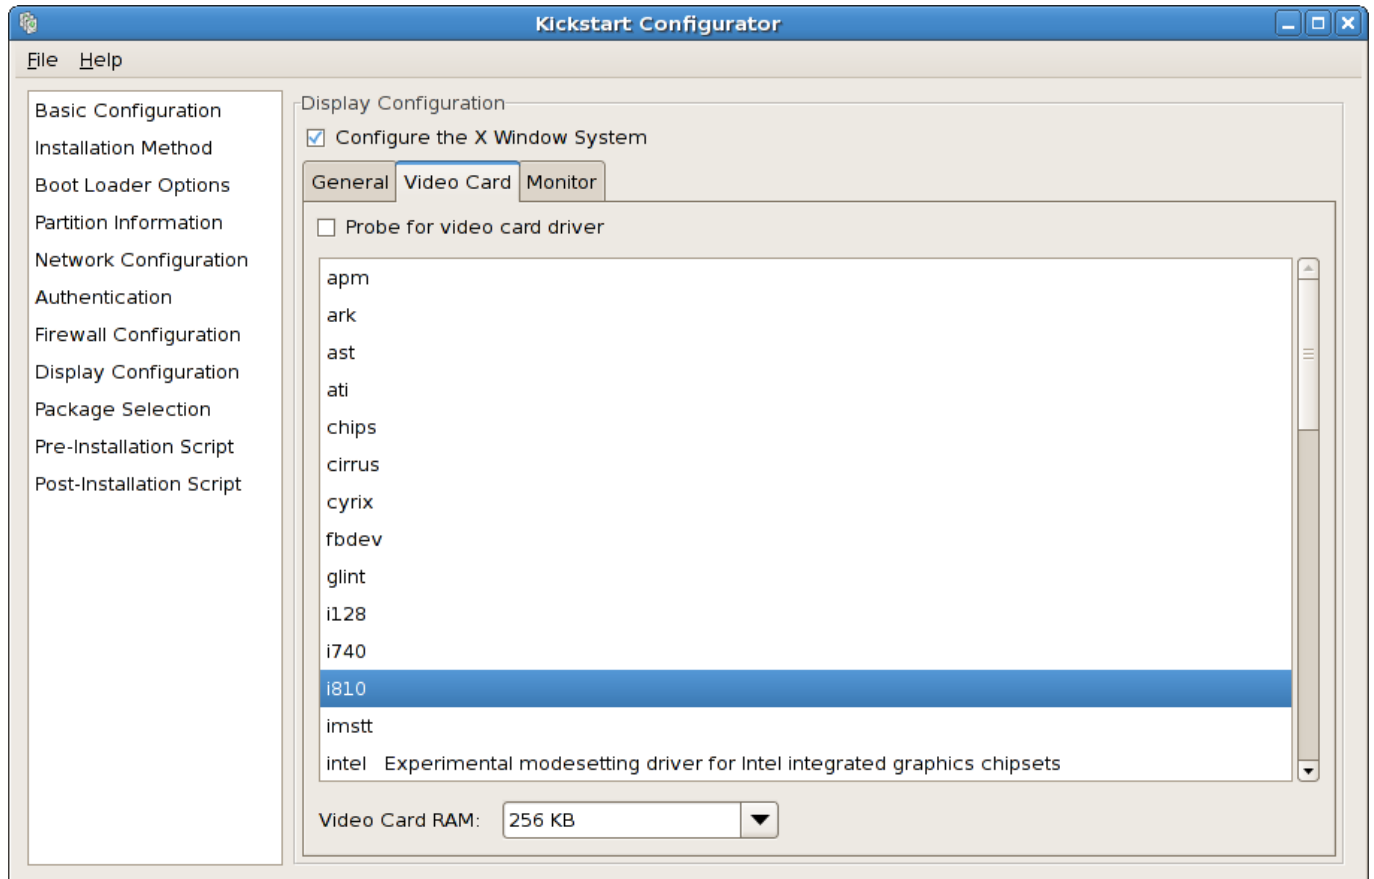 Kickstart Configurator
File Help
Basic Configuration
Installation Method
Boot Loader Options
Partition Information
Network Configuration
Authentication
Firewall Configuration
Display Configuration
Package Selection
Pre-Installation Script
Post-Installation Script
Display Configuration
Configure the X Window System
General Video Card Monitor
Probe for video card driver
apm
ark
ast
ati
chips
cirrus
cyrix
fbdev
glint
i128
i740
i810
imstt
intel Experimental modesetting driver for Intel integrated graphics chipsets
Video Card RAM: 256 KB